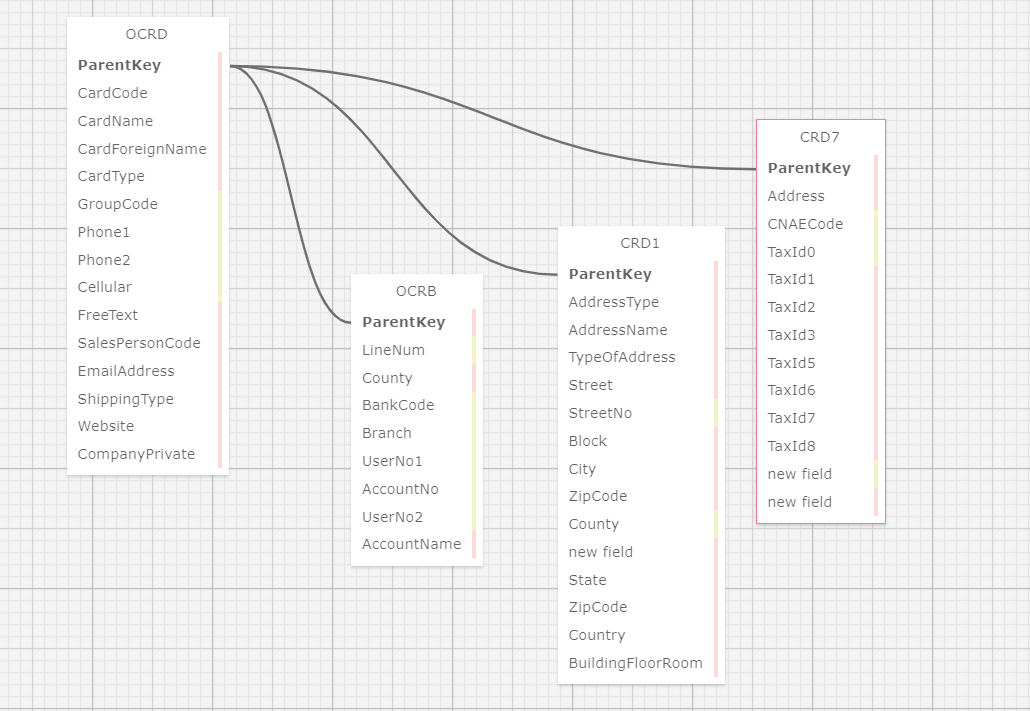 OCRD
ParentKey
CardCode
CardName
CardForeignName
CardType
GroupCode
Phone1
Phone2
Cellular
FreeText
SalesPersonCode
EmailAddress
ShippingType
Website
CompanyPrivate
OCRB
ParentKey
LineNum
County
BankCode
Branch
UserNo1
AccountNo
UserNo2
AccountName
CRD1
ParentKey
AddressType
AddressName
TypeOfAddress
Street
StreetNo
Block
City
ZipCode
County
new field
State
ZipCode
Country
BuildingFloorRoom
CRD7
ParentKey
Address
CNAECode
TaxId0
TaxId1
TaxId2
TaxId3
TaxId5
TaxId6
TaxId7
TaxId8
new field
new field